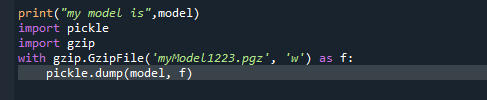 print("my model is",model)
import pickle
import gzip
with gzip.GzipFile('myModel1223.pgz', 'w') as f:
    pickle.dump(model, f)